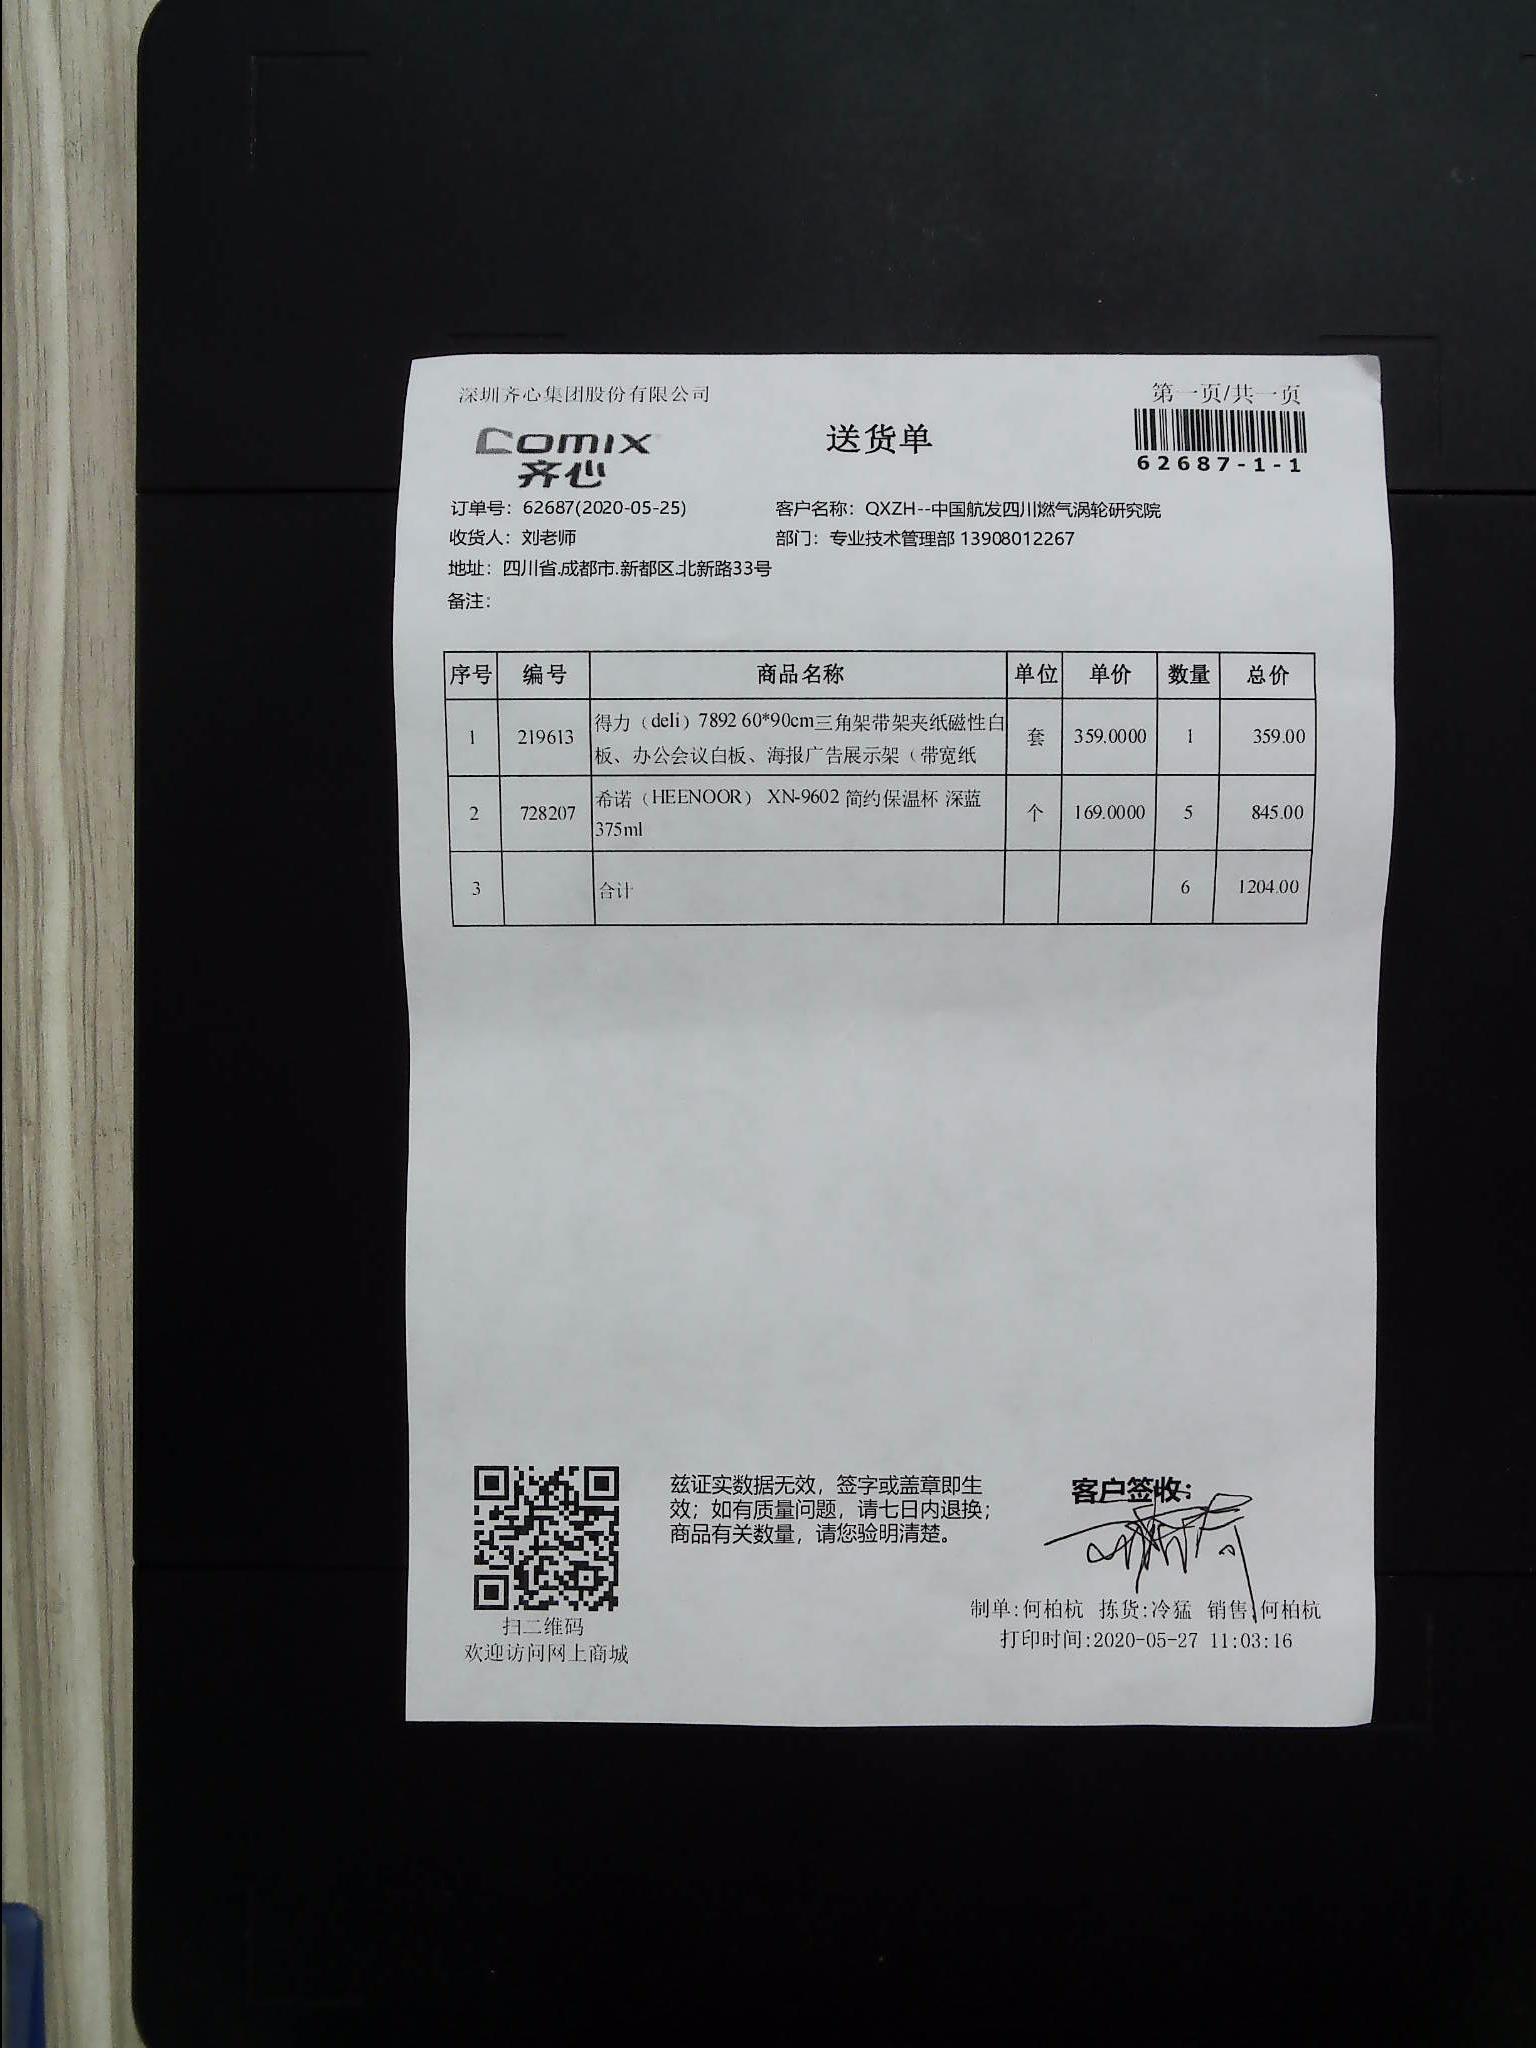 深圳齐心集团股份有限公司
第一页/共一页
comix
齐心
送货单
62687-1-1
订单号：62687(2020-05-25)
客户名称：QXZH--中国航发四川燃气涡轮研究院
收货人：刘老师
部门：专业技术管理部 13908012267
地址：四川省.成都市.新都区.北新路33号
备注：
序号 编号 商品名称 单位 单价 数量 总价
1 219613 得力（deli）7892 60*90cm三角架带架夹纸磁性白 套 359.0000 1 359.00
板、办公会议白板、海报广告展示架（带宽纸
2 728207 希诺（HEENOOR） XN-9602 简约保温杯 深蓝 个 169.0000 5 845.00
375ml
3 合计 6 1204.00
兹证实数据无效，签字或盖章即生
效；如有质量问题，请七日内退换；
商品有关数量，请您验明清楚。
客户签收：
制单:何柏杭 拣货:冷猛 销售:何柏杭
打印时间:2020-05-27 11:03:16
扫二维码
欢迎访问网上商城